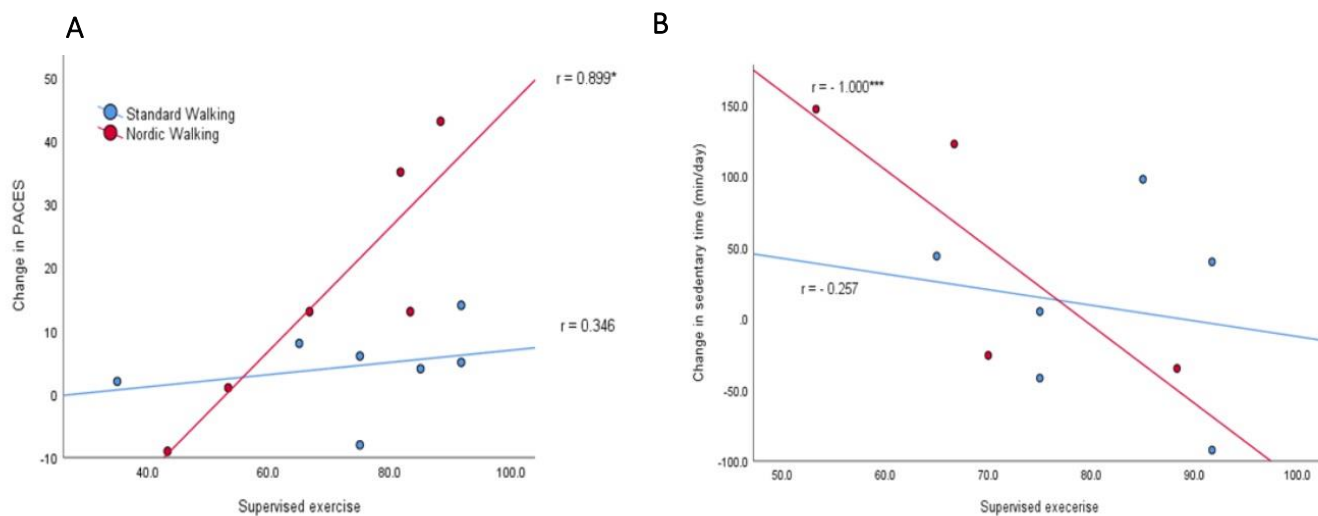 A
50
40
30
20
10
0
-10
Change in PACES
Standard Walking
Nordic Walking
r = 0.899*
r = 0.346
40.0
60.0
80.0
100.0
Supervised exercise
B
150.0
100.0
50.0
.0
-50.0
-100.0
Change in sedentary time (min/day)
r = - 1.000***
r = - 0.257
50.0
60.0
70.0
80.0
90.0
100.0
Supervised execerise